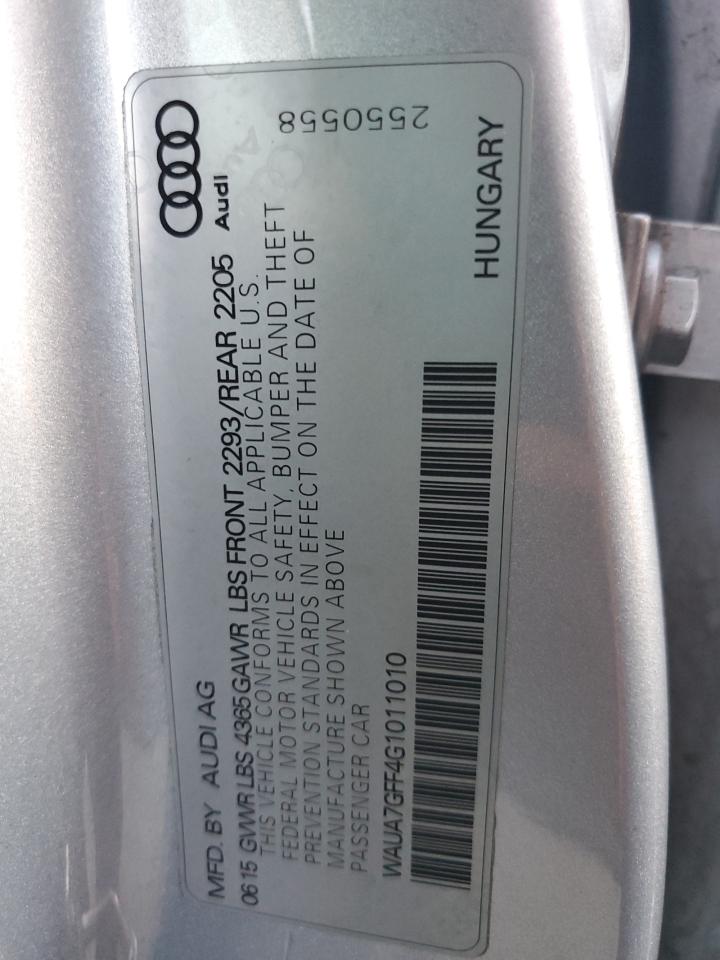 MFD. BY AUDI AG
Audi
06 15 GVWR LBS 4365 GAWR LBS FRONT 2293/REAR 2205
THIS VEHICLE CONFORMS TO ALL APPLICABLE U.S.
FEDERAL MOTOR VEHICLE SAFETY, BUMPER AND THEFT
PREVENTION STANDARDS IN EFFECT ON THE DATE OF
MANUFACTURE SHOWN ABOVE
PASSENGER CAR
2550558
WAUA7GFF4G1011010
HUNGARY